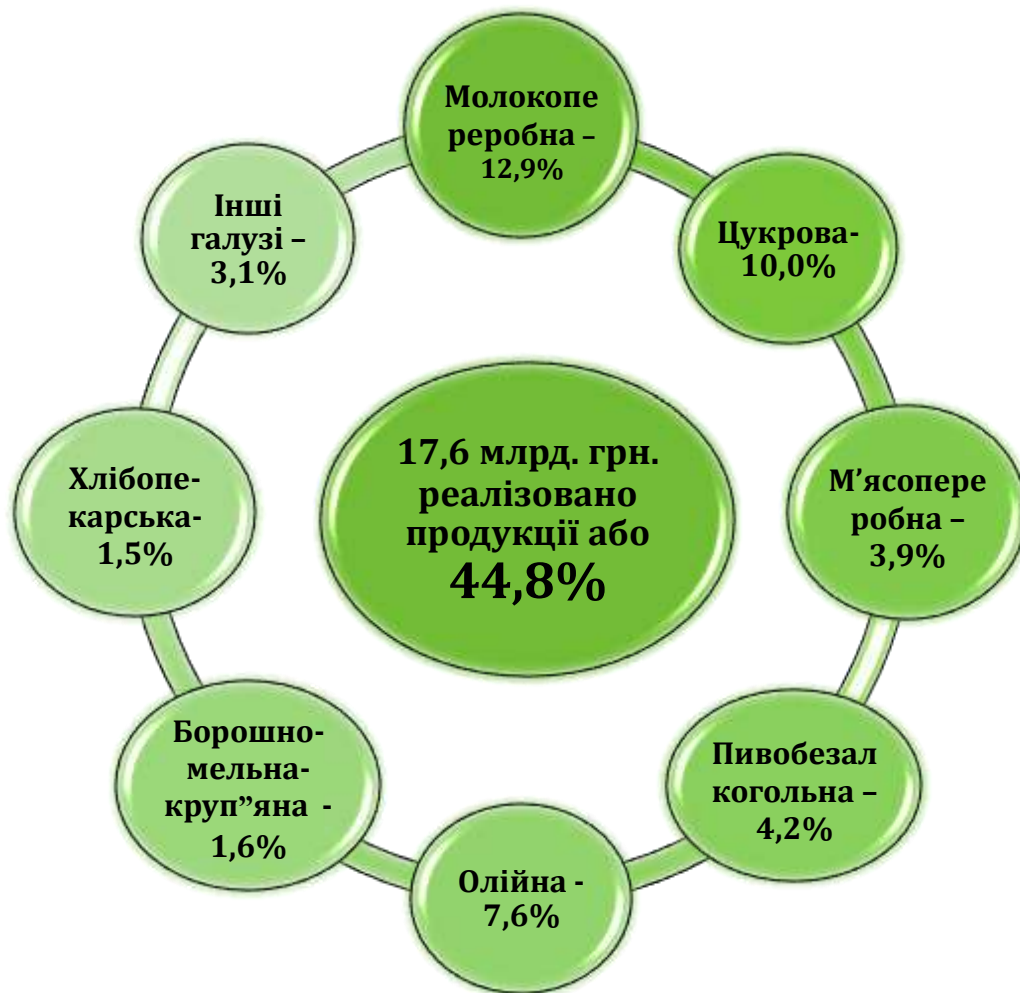 Молокопе
реробна –
12,9%
Цукрова-
10,0%
М’ясопере
робна –
3,9%
Пивобезал
когольна –
4,2%
Олійна -
7,6%
Борошно-
мельна-
круп”яна -
1,6%
Хлібопе-
карська-
1,5%
Інші
галузі –
3,1%
17,6 млрд. грн.
реалізовано
продукції або
44,8%